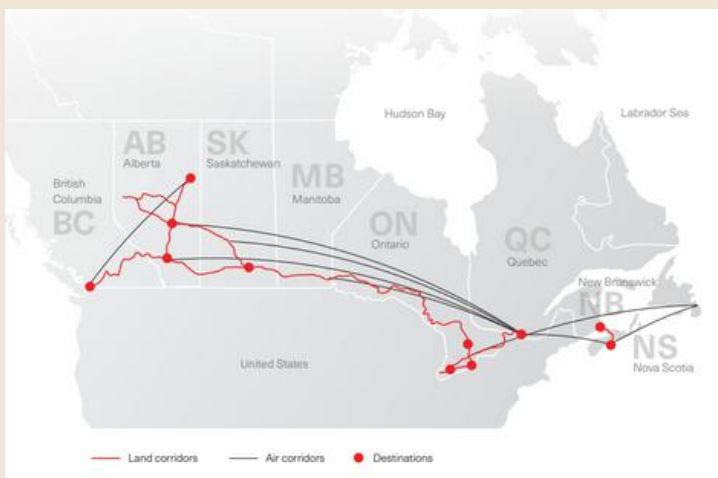 Hudson Bay
Labrador Sea
AB
Alberta
SK
Saskatchewan
British
Columbia
BC
MB
Manitoba
ON
Ontario
QC
Quebec
New Brunswick
NB
NS
Nova Scotia
United States
Land corridors
Air corridors
Destinations